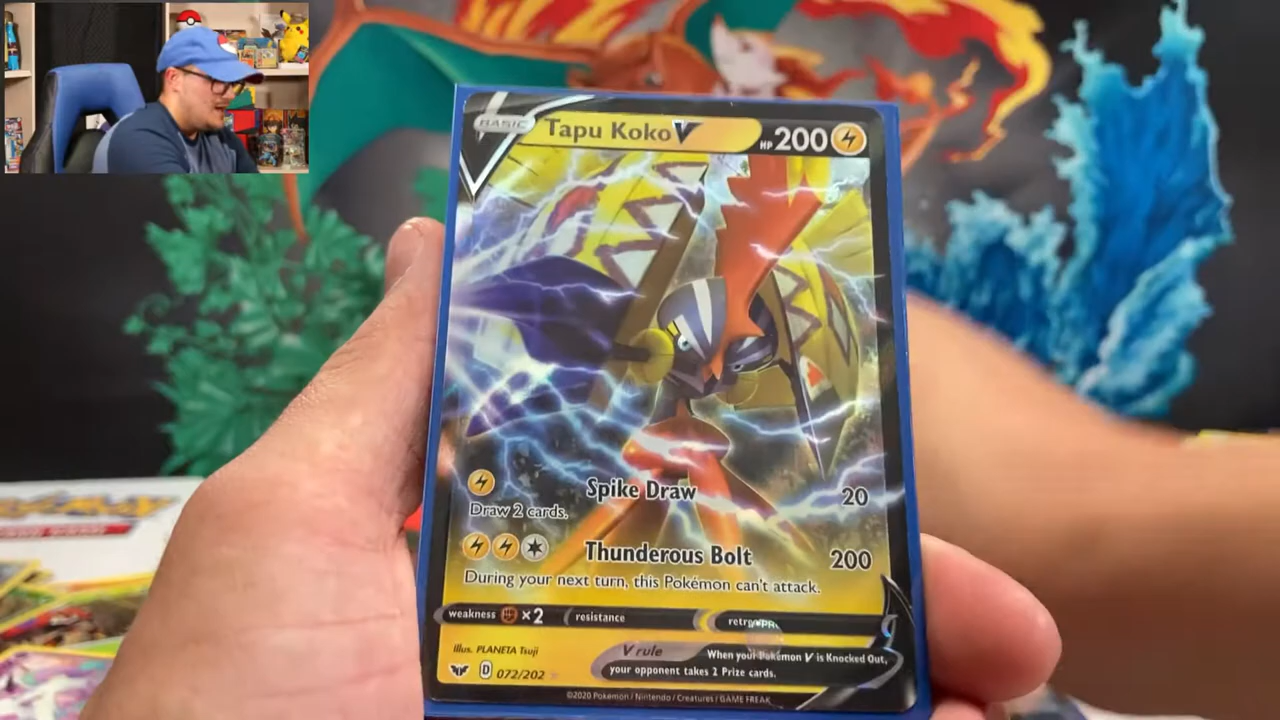 BASIC Tapu Koko V HP 200
Spike Draw 20
Draw 2 cards.
Thunderous Bolt 200
During your next turn, this Pokémon can't attack.
weakness ×2 resistance
V rule When your Pokémon V is Knocked Out,
your opponent takes 2 Prize cards.
Illus. PLANETA Tsuji
D 072/202
©2020 Pokémon / Nintendo / Creatures / GAME FREAK